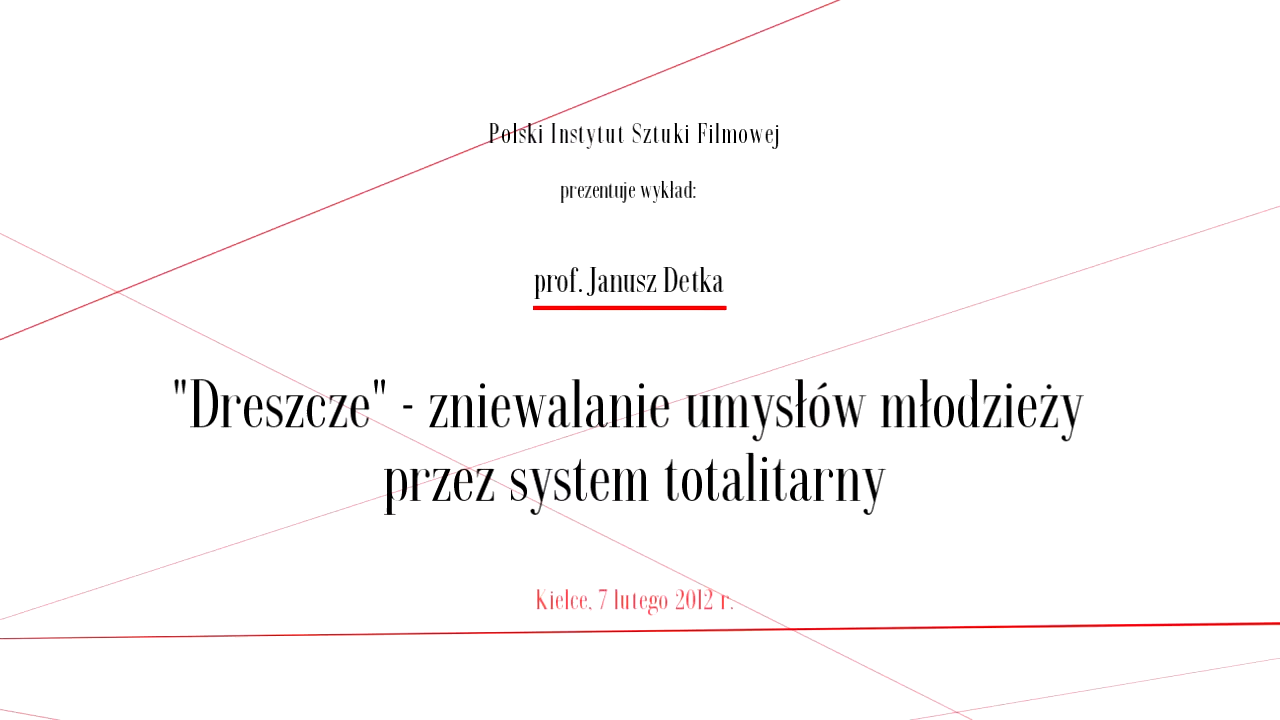 Polski Instytut Sztuki Filmowej
prezentuje wykład:
prof. Janusz Detka
"Dreszcze" - zniewalanie umysłów młodzieży
przez system totalitarny
Kielce, 7 lutego 2012 r.